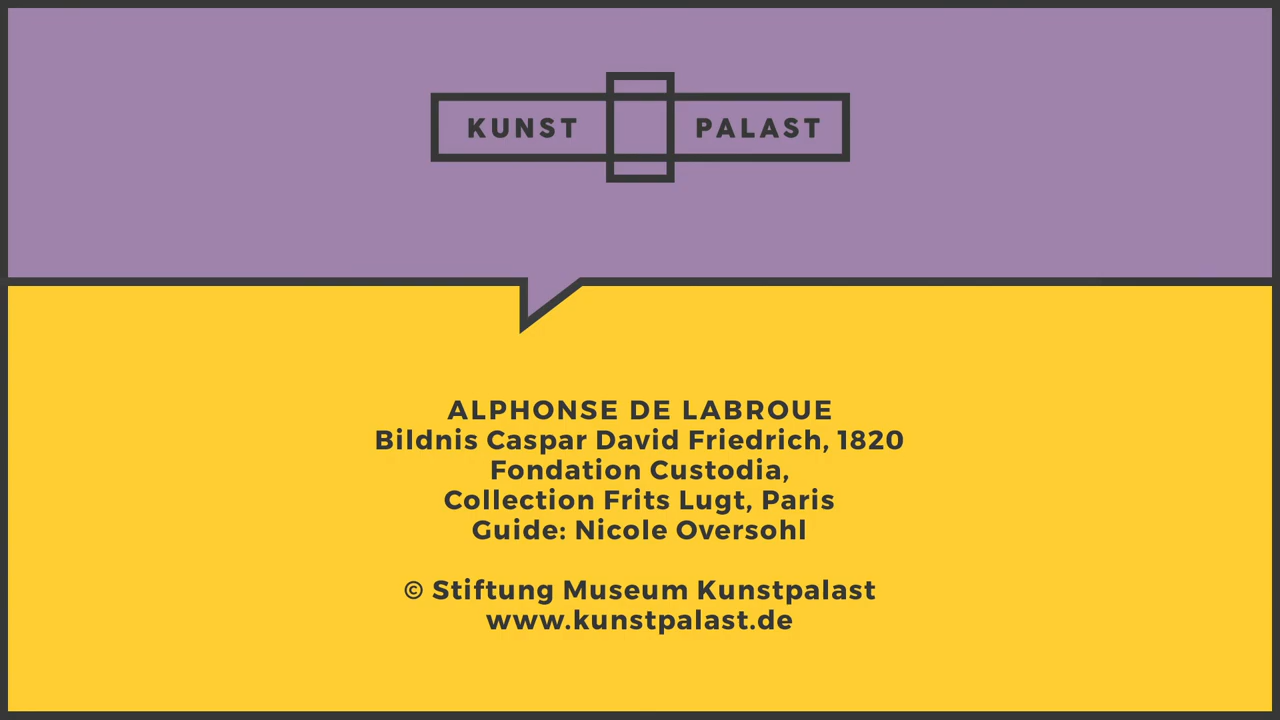 KUNST PALAST
ALPHONSE DE LABROUE
Bildnis Caspar David Friedrich, 1820
Fondation Custodia,
Collection Frits Lugt, Paris
Guide: Nicole Oversohl
© Stiftung Museum Kunstpalast
www.kunstpalast.de